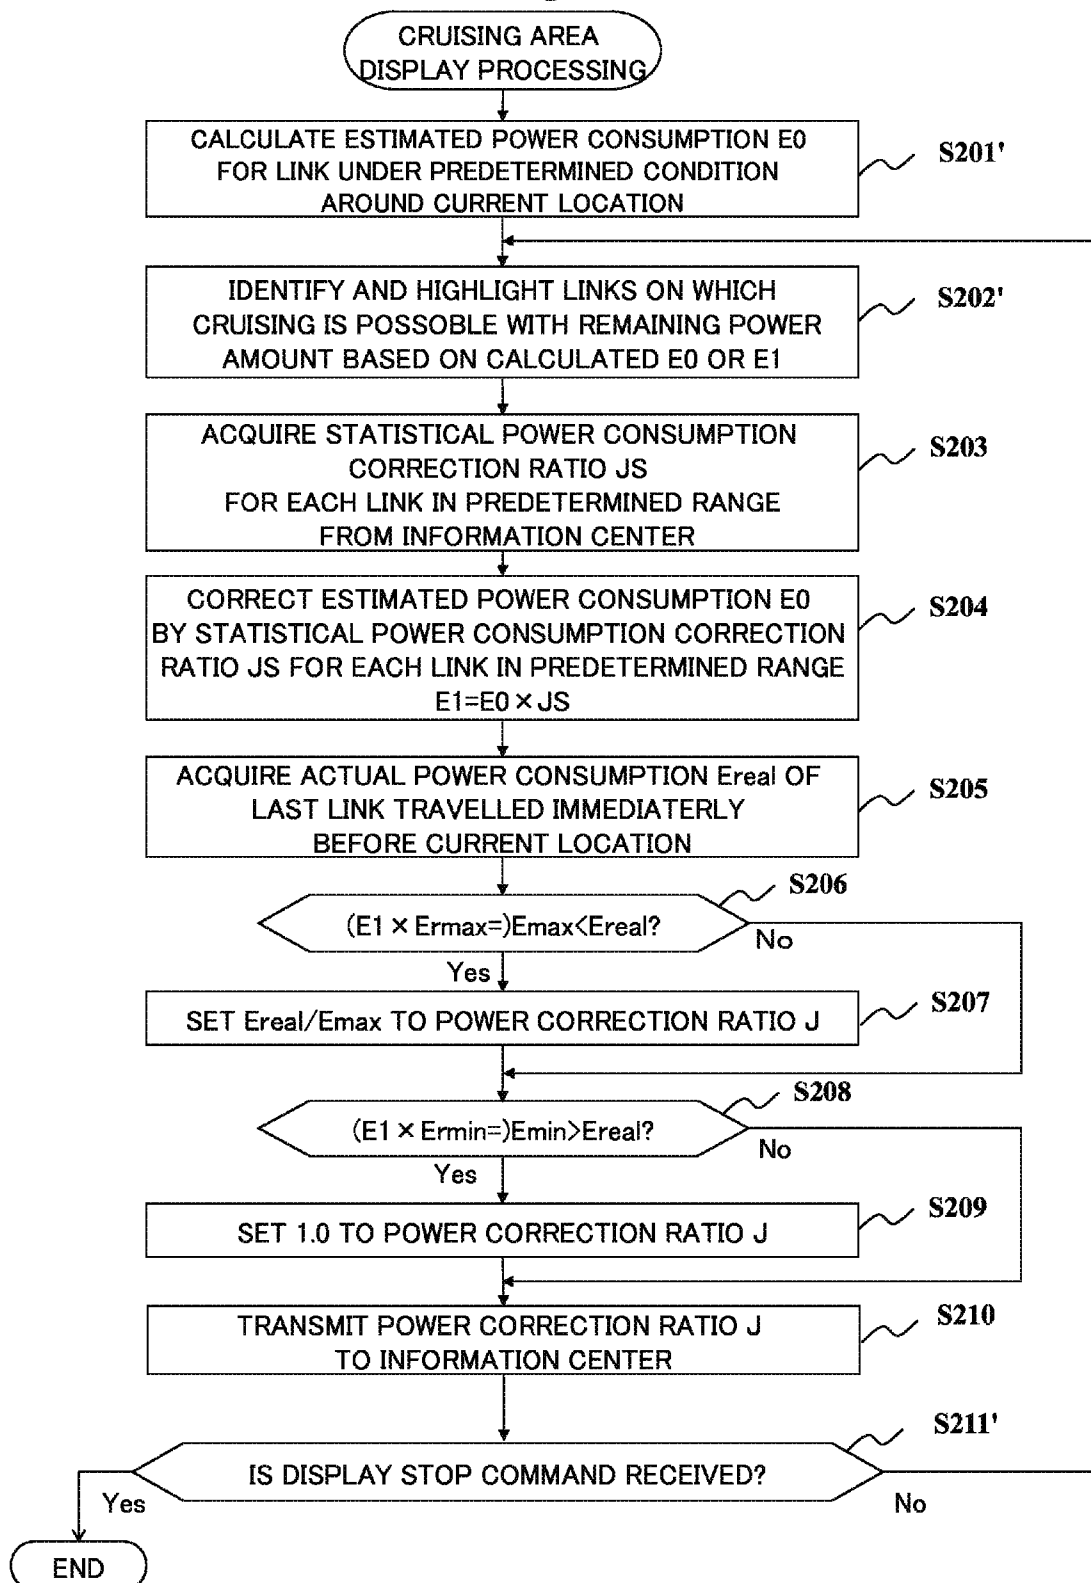 CRUISING AREA
DISPLAY PROCESSING
CALCULATE ESTIMATED POWER CONSUMPTION E0
FOR LINK UNDER PREDETERMINED CONDITION
AROUND CURRENT LOCATION
S201'
IDENTIFY AND HIGHLIGHT LINKS ON WHICH
CRUISING IS POSSOBLE WITH REMAINING POWER
AMOUNT BASED ON CALCULATED E0 OR E1
S202'
ACQUIRE STATISTICAL POWER CONSUMPTION
CORRECTION RATIO JS
FOR EACH LINK IN PREDETERMINED RANGE
FROM INFORMATION CENTER
S203
CORRECT ESTIMATED POWER CONSUMPTION E0
BY STATISTICAL POWER CONSUMPTION CORRECTION
RATIO JS FOR EACH LINK IN PREDETERMINED RANGE
E1=E0×JS
S204
ACQUIRE ACTUAL POWER CONSUMPTION Ereal OF
LAST LINK TRAVELLED IMMEDIATERLY
BEFORE CURRENT LOCATION
S205
S206
(E1×Ermax=)Emax<Ereal?
No
Yes
SET Ereal/Emax TO POWER CORRECTION RATIO J
S207
S208
(E1×Ermin=)Emin>Ereal?
No
Yes
SET 1.0 TO POWER CORRECTION RATIO J
S209
TRANSMIT POWER CORRECTION RATIO J
TO INFORMATION CENTER
S210
S211'
IS DISPLAY STOP COMMAND RECEIVED?
Yes
No
END